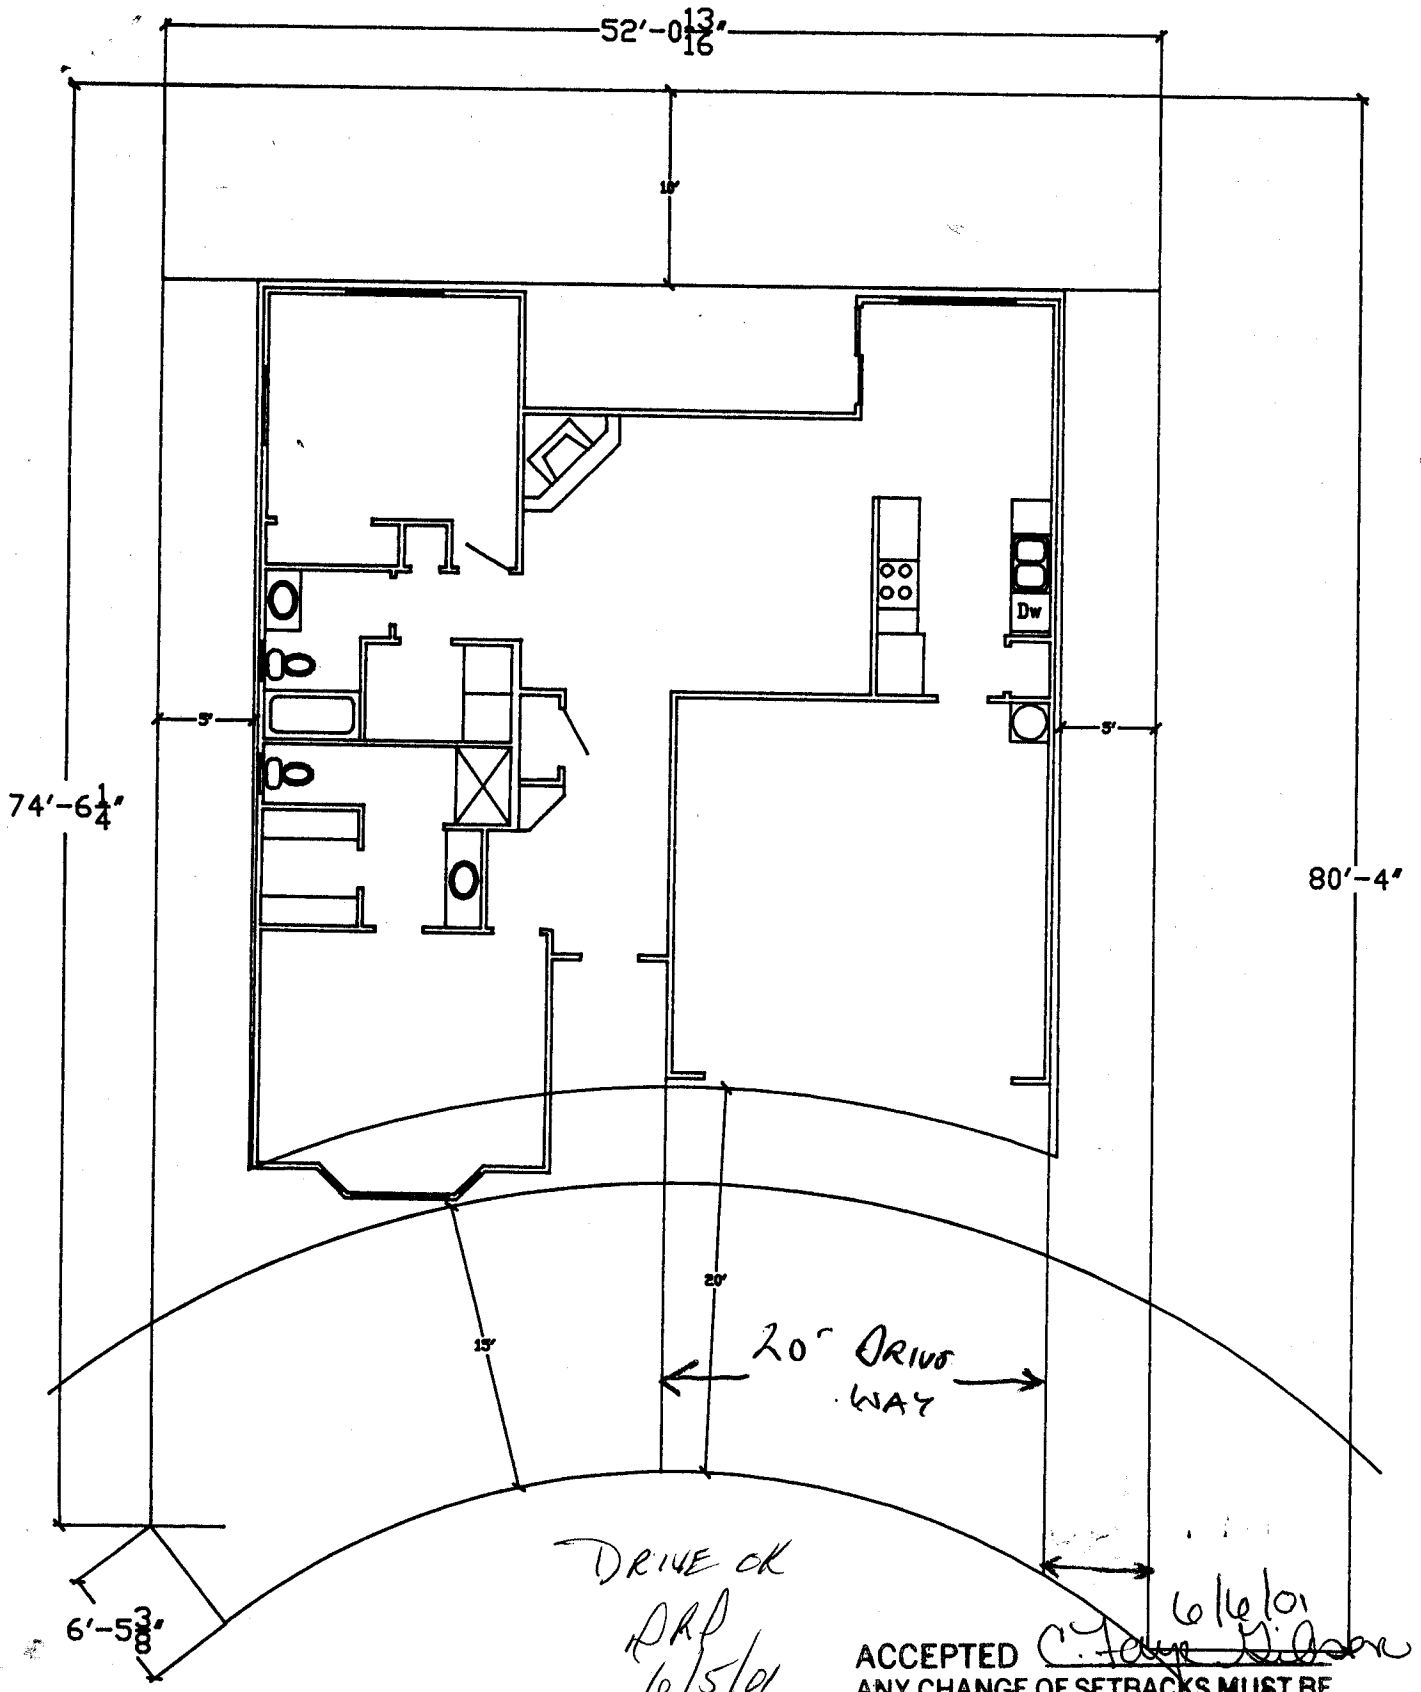 52'-0 13/16"
10'
Dw
5'
5'
74'-6 1/4"
80'-4"
20'
15'
20' DRIVE
WAY
DRIVE OK
6'-5 3/8"
6/6/01
6/5/01
ACCEPTED C. Faye Gibson
ANY CHANGE OF SETBACKS MUST BE